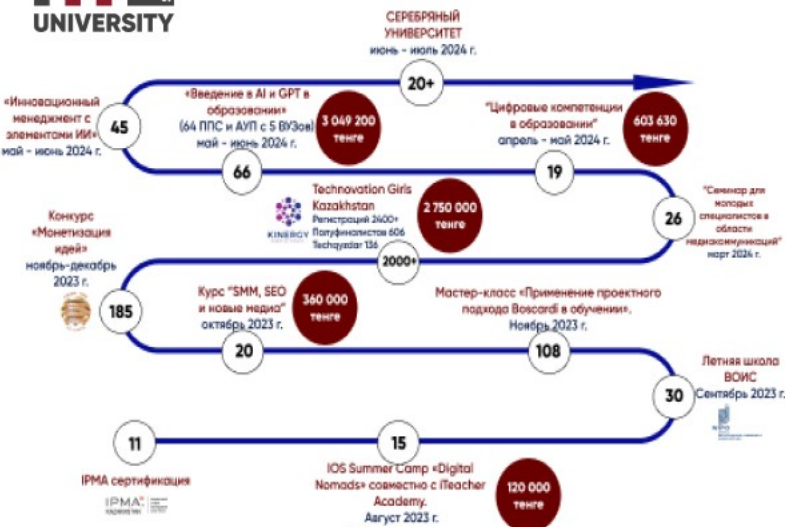 UNIVERSITY
СЕРЕБРЯНЫЙ
УНИВЕРСИТЕТ
июнь - июль 2024 г.
20+
«Инновационный
менеджмент с
элементами ИИ»
май - июнь 2024 г.
45
«Введение в AI и GPT в
образовании»
(64 ППС и АУП с 5 ВУЗов)
май - июнь 2024 г.
3 049 200
тенге
66
"Цифровые компетенции
в образовании"
апрель - май 2024 г.
603 630
тенге
19
"Семинар для
молодых
специалистов в
области
медиакоммуникаций"
март 2024 г.
26
KINERGY
Technovation Girls
Kazakhstan
Регистраций 2400+
Полуфиналистов 606
Techqyzdar 136
2 750 000
тенге
2000+
Конкурс
«Монетизация
идей»
ноябрь-декабрь
2023 г.
185
Курс "SMM, SEO
и новые медиа"
октябрь 2023 г.
360 000
тенге
20
Мастер-класс «Применение проектного
подхода Boscardi в обучении».
Ноябрь 2023 г.
108
Летняя школа
ВОИС
Сентябрь 2023 г.
30
11
IPMA сертификация
IPMA
15
IOS Summer Camp «Digital
Nomads» совместно с iTeacher
Academy.
Август 2023 г.
120 000
тенге